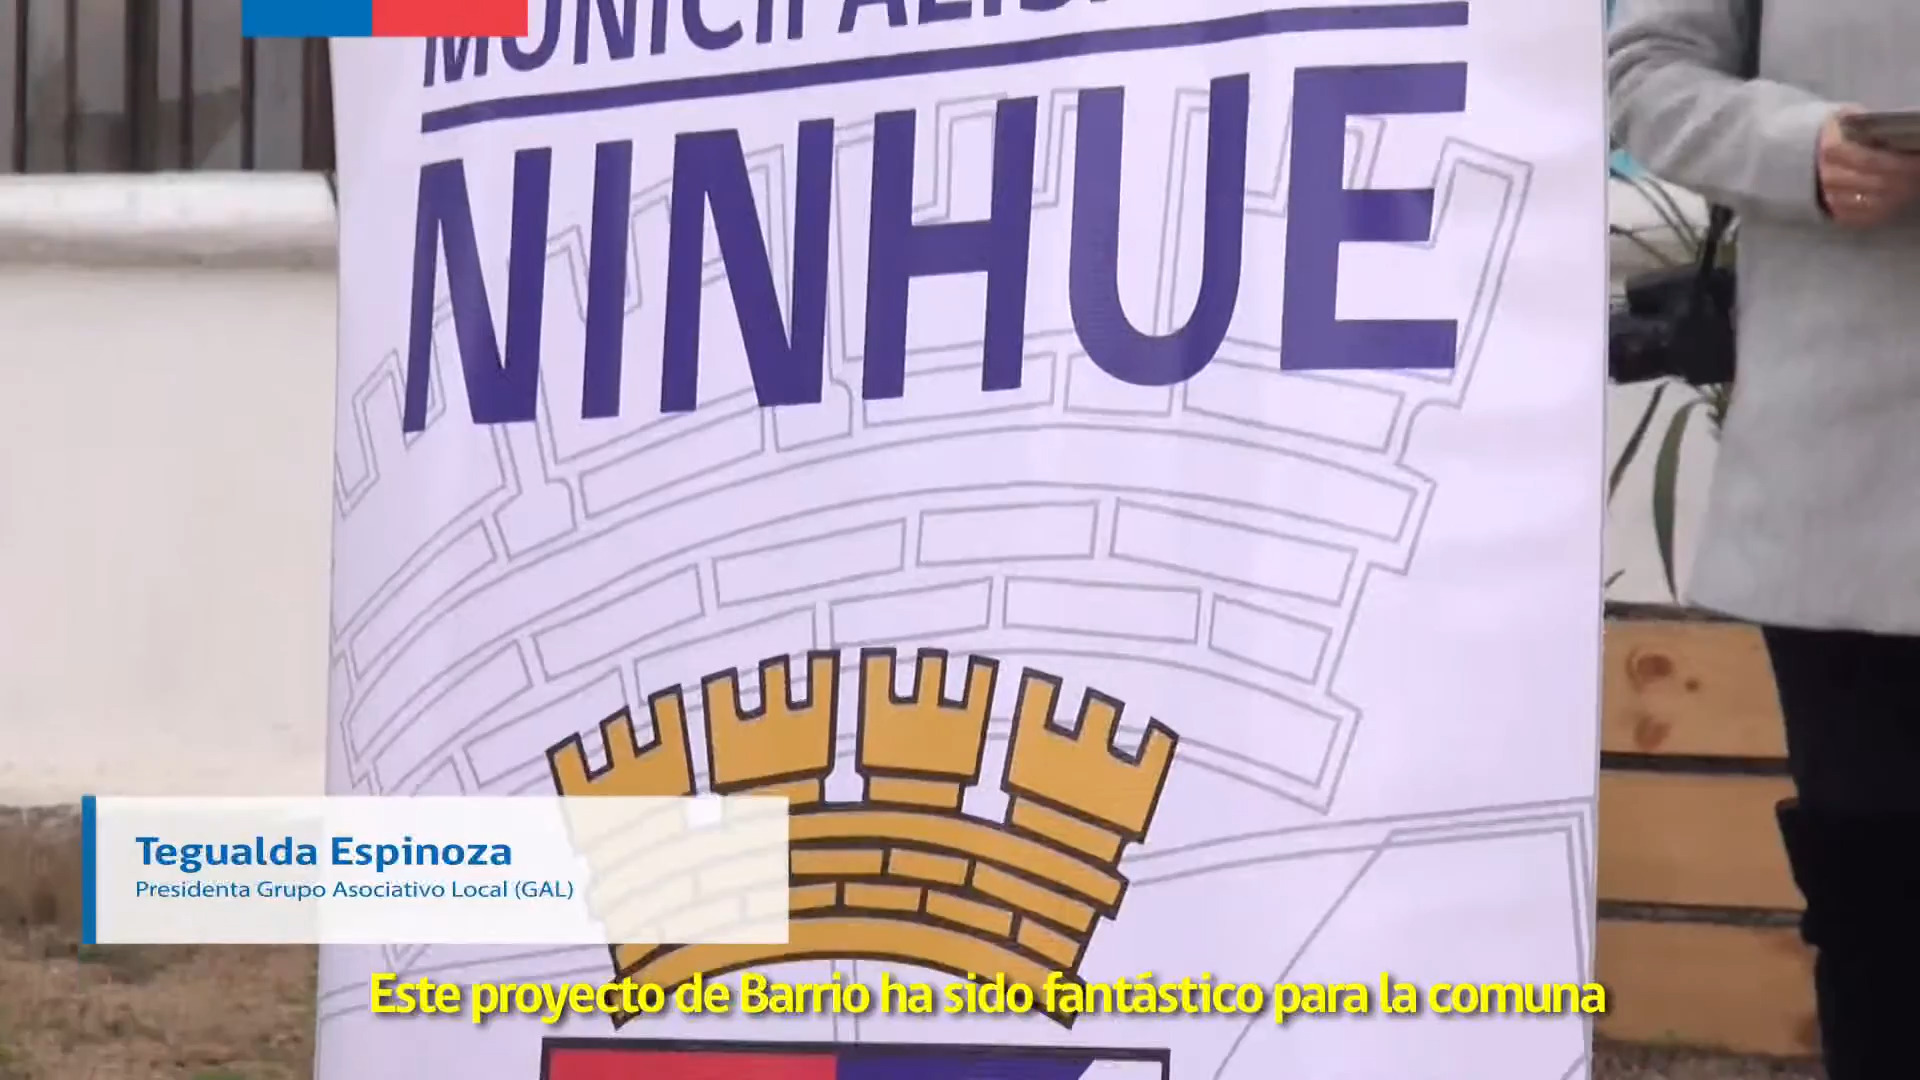 NINHUE
Tegualda Espinoza
Presidenta Grupo Asociativo Local (GAL)
Este proyecto de Barrio ha sido fantástico para la comuna